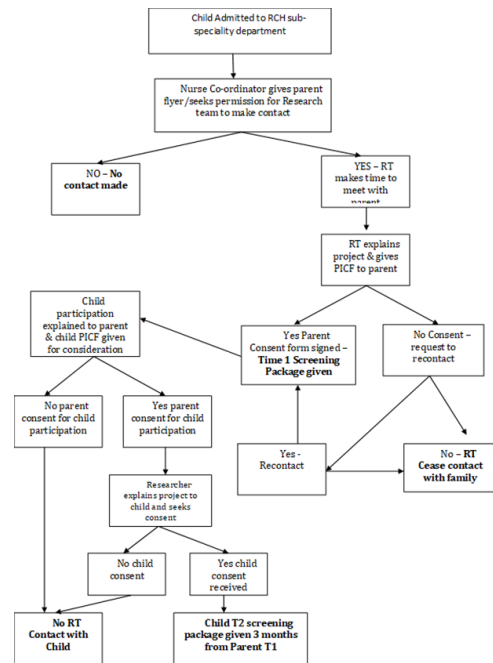 Child Admitted to RCH sub-
speciality department
Nurse Co-ordinator gives parent
flyer/seeks permission for Research
team to make contact
NO – No
contact made
YES – RT
makes time to
meet with
parent
RT explains
project & gives
PICF to parent
Child
participation
explained to parent
& child PICF given
for consideration
Yes Parent
Consent form signed –
Time 1 Screening
Package given
No Consent –
request to
recontact
No parent
consent for child
participation
Yes parent
consent for child
participation
Yes -
Recontact
No – RT
Cease contact
with family
Researcher
explains project to
child and seeks
consent
No child
consent
Yes child
consent
received
No RT
Contact with
Child
Child T2 screening
package given 3 months
from Parent T1